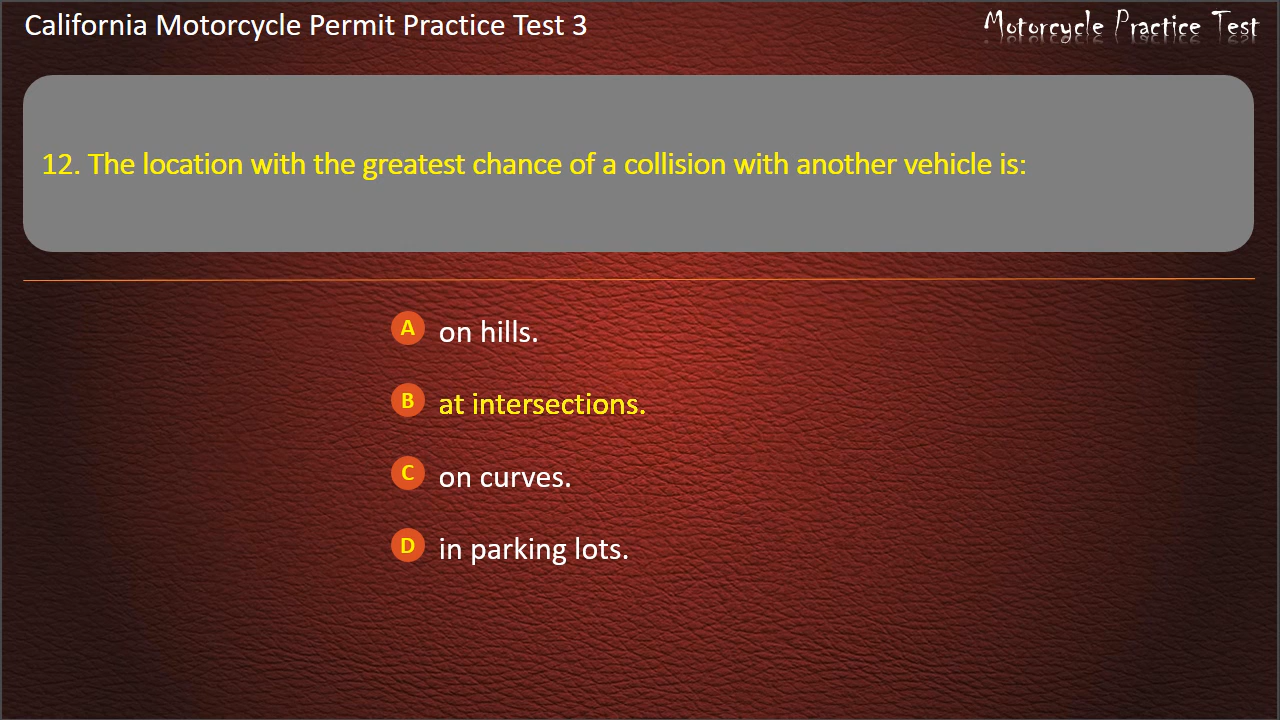 California Motorcycle Permit Practice Test 3
Motorcycle Practice Test
12. The location with the greatest chance of a collision with another vehicle is:
A on hills.
B at intersections.
C on curves.
D in parking lots.